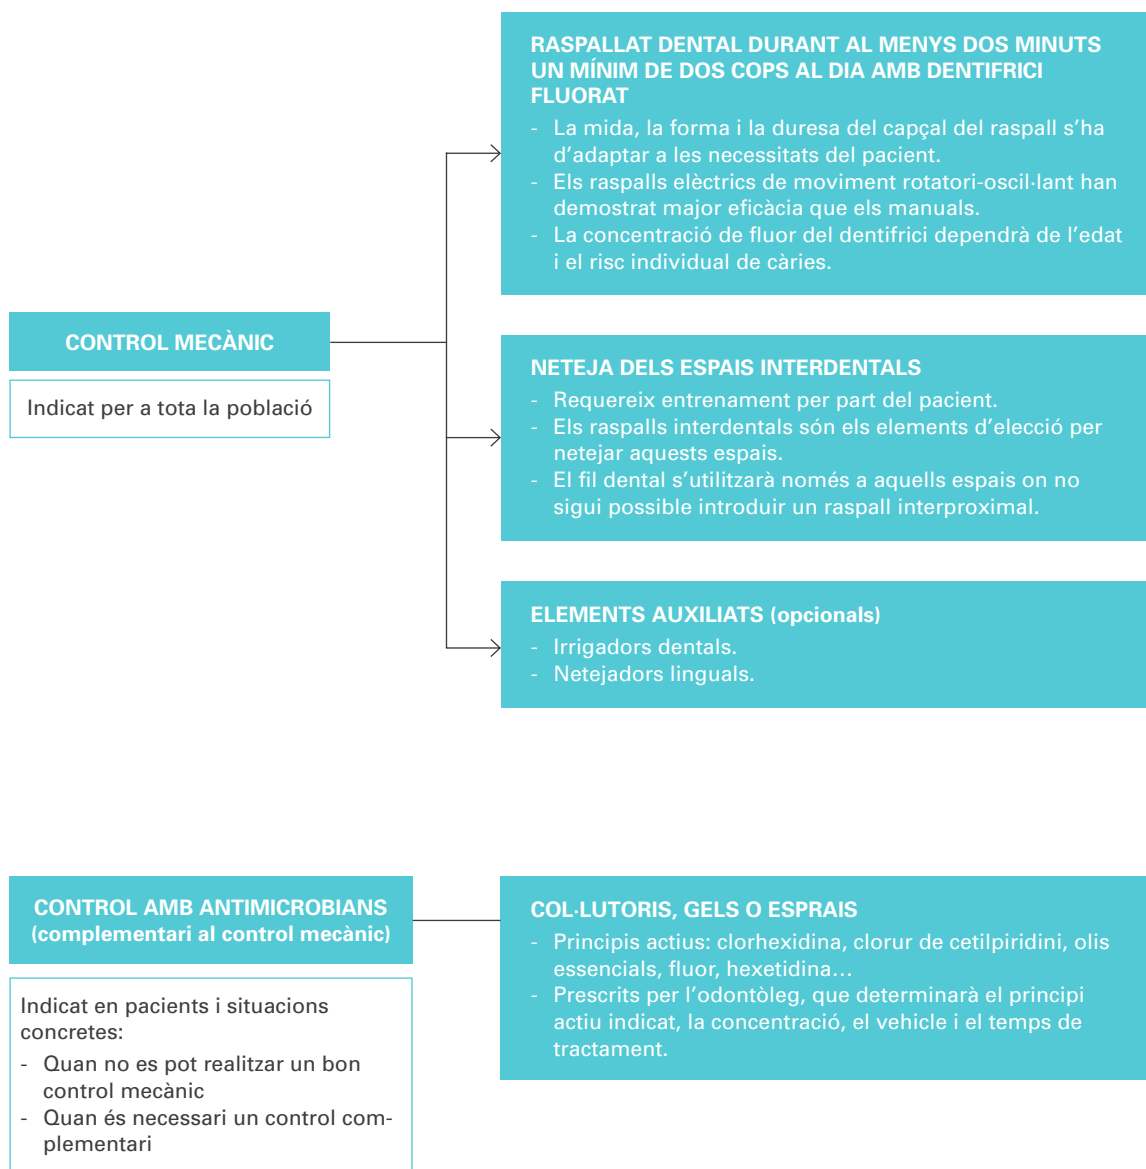 RASPALLAT DENTAL DURANT AL MENYS DOS MINUTS
UN MÍNIM DE DOS COPS AL DIA AMB DENTIFRICI
FLUORAT
- La mida, la forma i la duresa del capçal del raspall s'ha
d'adaptar a les necessitats del pacient.
- Els raspalls elèctrics de moviment rotatori-oscil·lant han
demostrat major eficàcia que els manuals.
- La concentració de fluor del dentifrici dependrà de l'edat
i el risc individual de càries.
CONTROL MECÀNIC
Indicat per a tota la població
NETEJA DELS ESPAIS INTERDENTALS
- Requereix entrenament per part del pacient.
- Els raspalls interdentals són els elements d'elecció per
netejar aquests espais.
- El fil dental s'utilitzarà només a aquells espais on no
sigui possible introduir un raspall interproximal.
ELEMENTS AUXILIATS (opcionals)
- Irrigadors dentals.
- Netejadors linguals.
CONTROL AMB ANTIMICROBIANS
(complementari al control mecànic)
Indicat en pacients i situacions
concretes:
- Quan no es pot realitzar un bon
control mecànic
- Quan és necessari un control com-
plementari
COL·LUTORIS, GELS O ESPRAIS
- Principis actius: clorhexidina, clorur de cetilpiridini, olis
essencials, fluor, hexetidina…
- Prescrits per l'odontòleg, que determinarà el principi
actiu indicat, la concentració, el vehicle i el temps de
tractament.